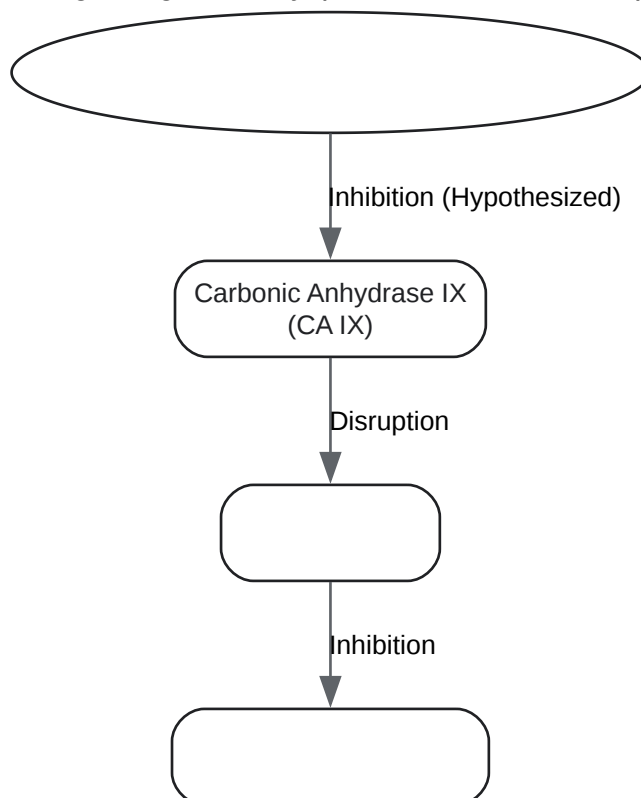 Inhibition (Hypothesized)
Carbonic Anhydrase IX
(CA IX)
Disruption
Inhibition